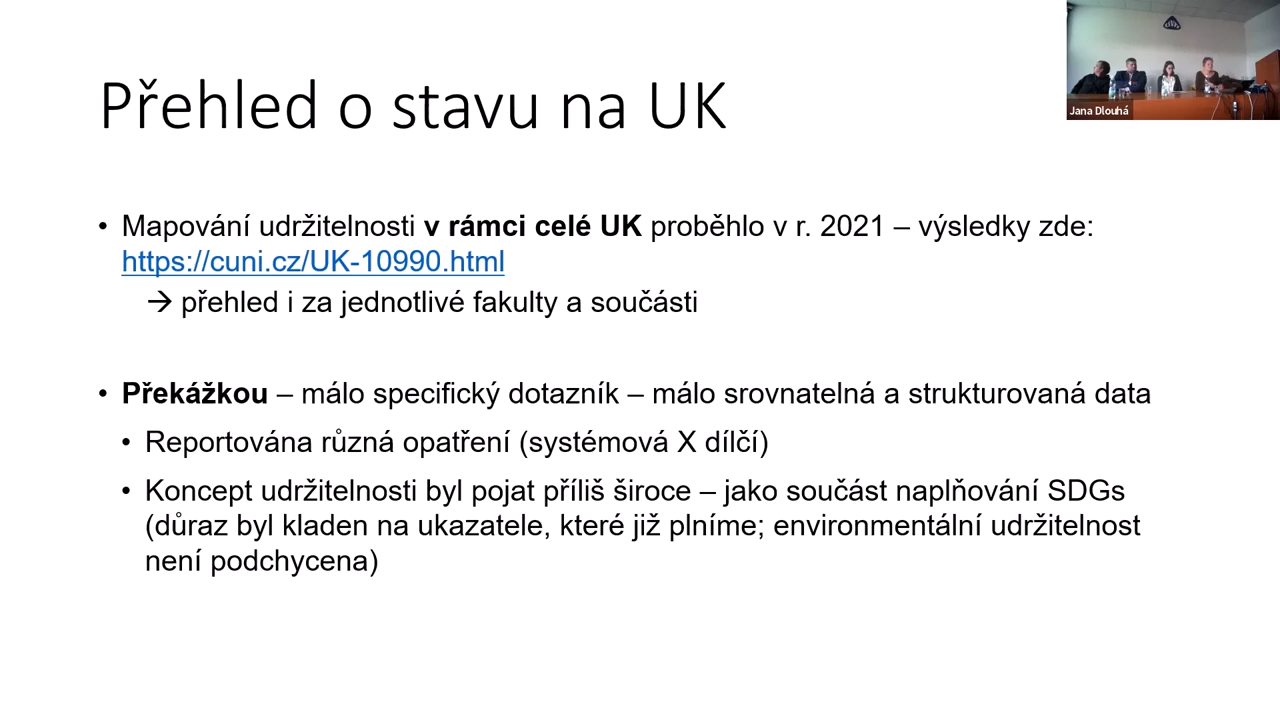 Přehled o stavu na UK
Jana Dlouhá
• Mapování udržitelnosti v rámci celé UK proběhlo v r. 2021 – výsledky zde:
https://cuni.cz/UK-10990.html
→ přehled i za jednotlivé fakulty a součásti
• Překážkou – málo specifický dotazník – málo srovnatelná a strukturovaná data
• Reportována různá opatření (systémová X dílčí)
• Koncept udržitelnosti byl pojat příliš široce – jako součást naplňování SDGs
(důraz byl kladen na ukazatele, které již plníme; environmentální udržitelnost
není podchycena)